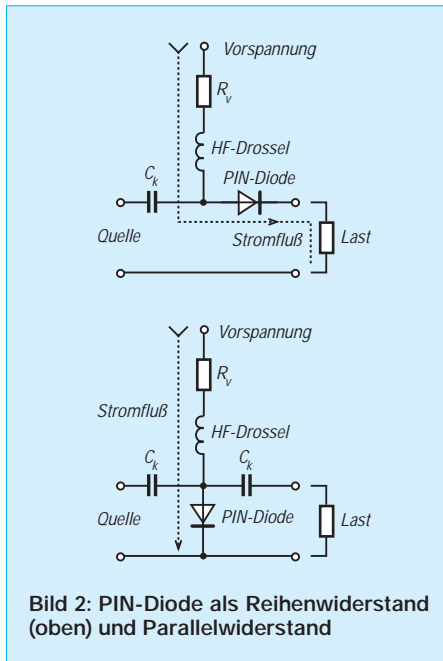 Vorspannung
R_v
HF-Drossel
C_k
PIN-Diode
Quelle
Stromfluß
Last
Vorspannung
Stromfluß
R_v
HF-Drossel
C_k
C_k
Quelle
PIN-Diode
Last
Bild 2: PIN-Diode als Reihenwiderstand
(oben) und Parallelwiderstand